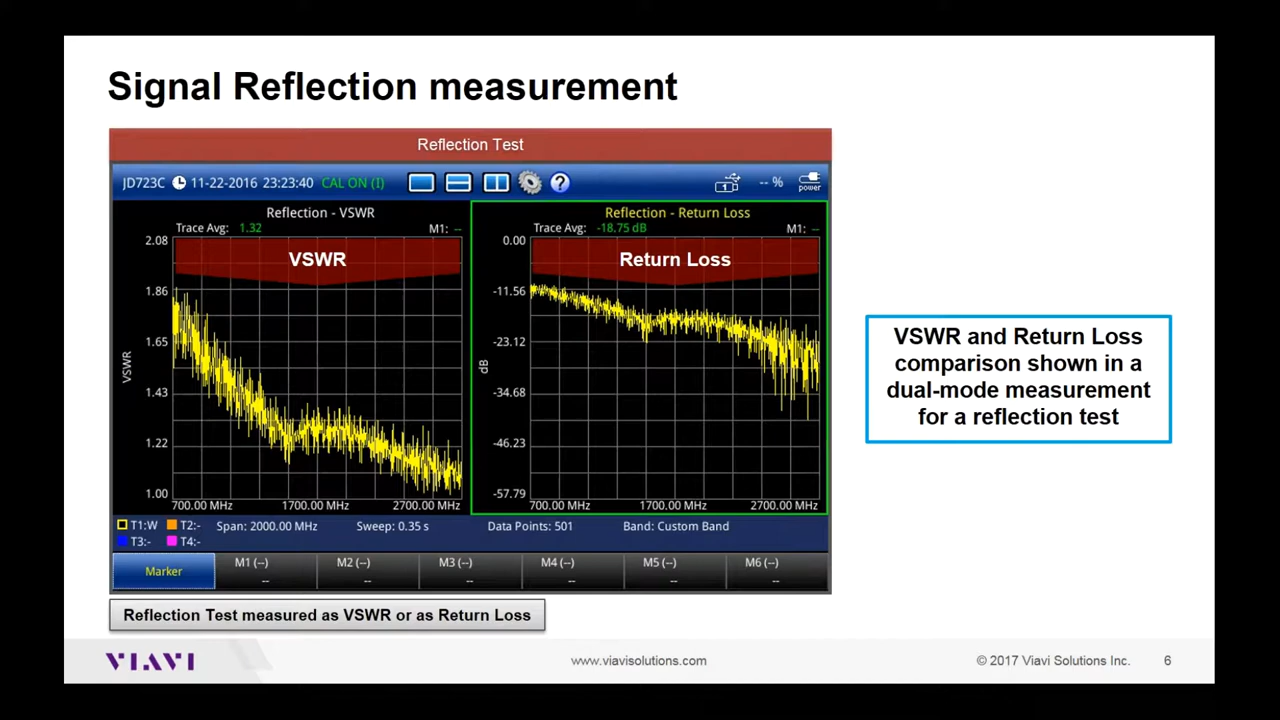 Signal Reflection measurement
Reflection Test
JD723C 11-22-2016 23:23:40 CAL ON (I) 1 -- % power
Reflection - VSWR
Trace Avg: 1.32 M1: --
VSWR
2.08
1.86
1.65
1.43
1.22
1.00
VSWR
700.00 MHz 1700.00 MHz 2700.00 MHz
Reflection - Return Loss
Trace Avg: -18.75 dB M1: --
Return Loss
0.00
-11.56
-23.12
-34.68
-46.23
-57.79
dB
700.00 MHz 1700.00 MHz 2700.00 MHz
T1:W T2:- Span: 2000.00 MHz Sweep: 0.35 s Data Points: 501 Band: Custom Band
T3:- T4:-
Marker
M1 (--) M2 (--) M3 (--) M4 (--) M5 (--) M6 (--)
-- -- -- -- -- --
Reflection Test measured as VSWR or as Return Loss
VSWR and Return Loss
comparison shown in a
dual-mode measurement
for a reflection test
VIAVI www.viavisolutions.com © 2017 Viavi Solutions Inc. 6